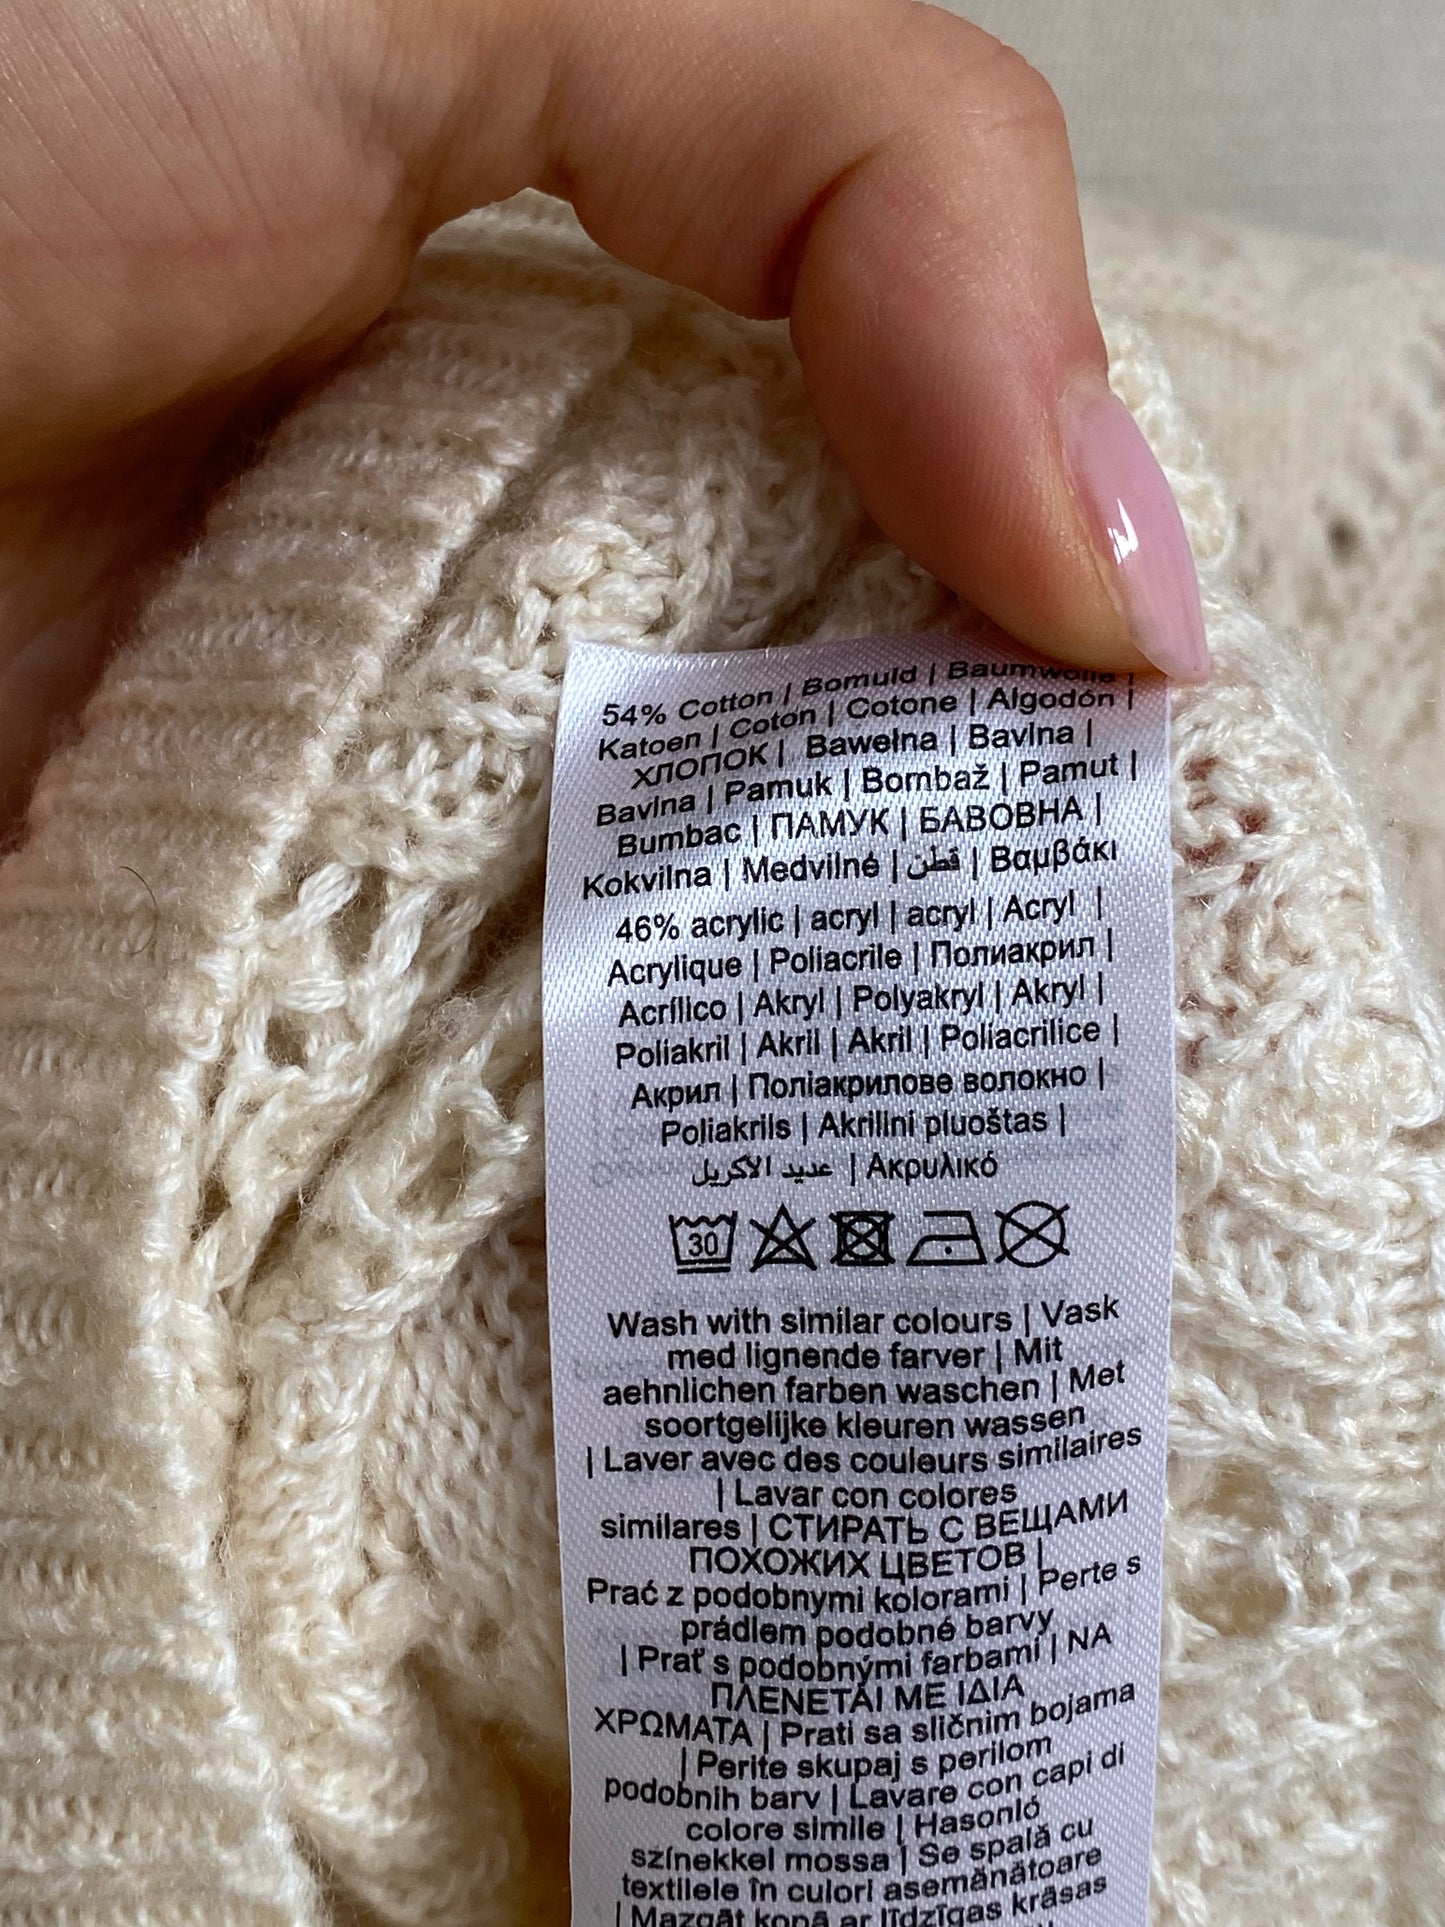 54% Cotton | Bomuld | Baumwolle |
Katoen | Coton | Cotone | Algodón |
ХЛОПОК | Bawełna | Bavlna |
Bavlna | Pamuk | Bombaž | Pamut |
Bumbac | ПАМУК | БАВОВНА |
Kokvilna | Medvilnė | قطن | Βαμβάκι
46% acrylic | acryl | acryl | Acryl |
Acrylique | Poliacrile | Полиакрил |
Acrílico | Akryl | Polyakryl | Akryl |
Poliakril | Akril | Akril | Poliacrilice |
Акрил | Поліакрилове волокно |
Poliakrils | Akrilini pluoštas |
عديد الاكريل | Ακρυλικό
30
Wash with similar colours | Vask
med lignende farver | Mit
aehnlichen farben waschen | Met
soortgelijke kleuren wassen
| Laver avec des couleurs similaires
| Lavar con colores
similares | СТИРАТЬ С ВЕЩАМИ
ПОХОЖИХ ЦВЕТОВ |
Prać z podobnymi kolorami | Perte s
prádlem podobné barvy
| Prať s podobnými farbami | ΝΑ
ΠΛΕΝΕΤΑΙ ΜΕ ΙΔΙΑ
ΧΡΩΜΑΤΑ | Prati sa sličnim bojama
| Perite skupaj s perilom
podobnih barv | Lavare con capi di
colore simile | Hasonló
színekkel mossa | Se spală cu
textilele în culori asemănătoare
| Mazgāt kopā ar līdzīgas krāsas